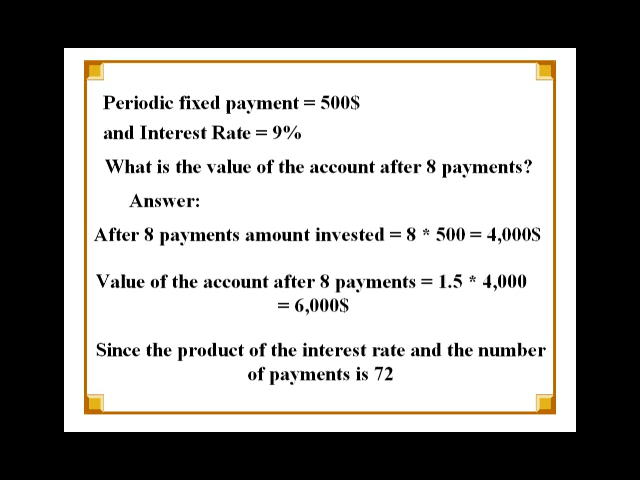 Periodic fixed payment = 500$
and Interest Rate = 9%
What is the value of the account after 8 payments?
Answer:
After 8 payments amount invested = 8 * 500 = 4,000$
Value of the account after 8 payments = 1.5 * 4,000
= 6,000$
Since the product of the interest rate and the number
of payments is 72